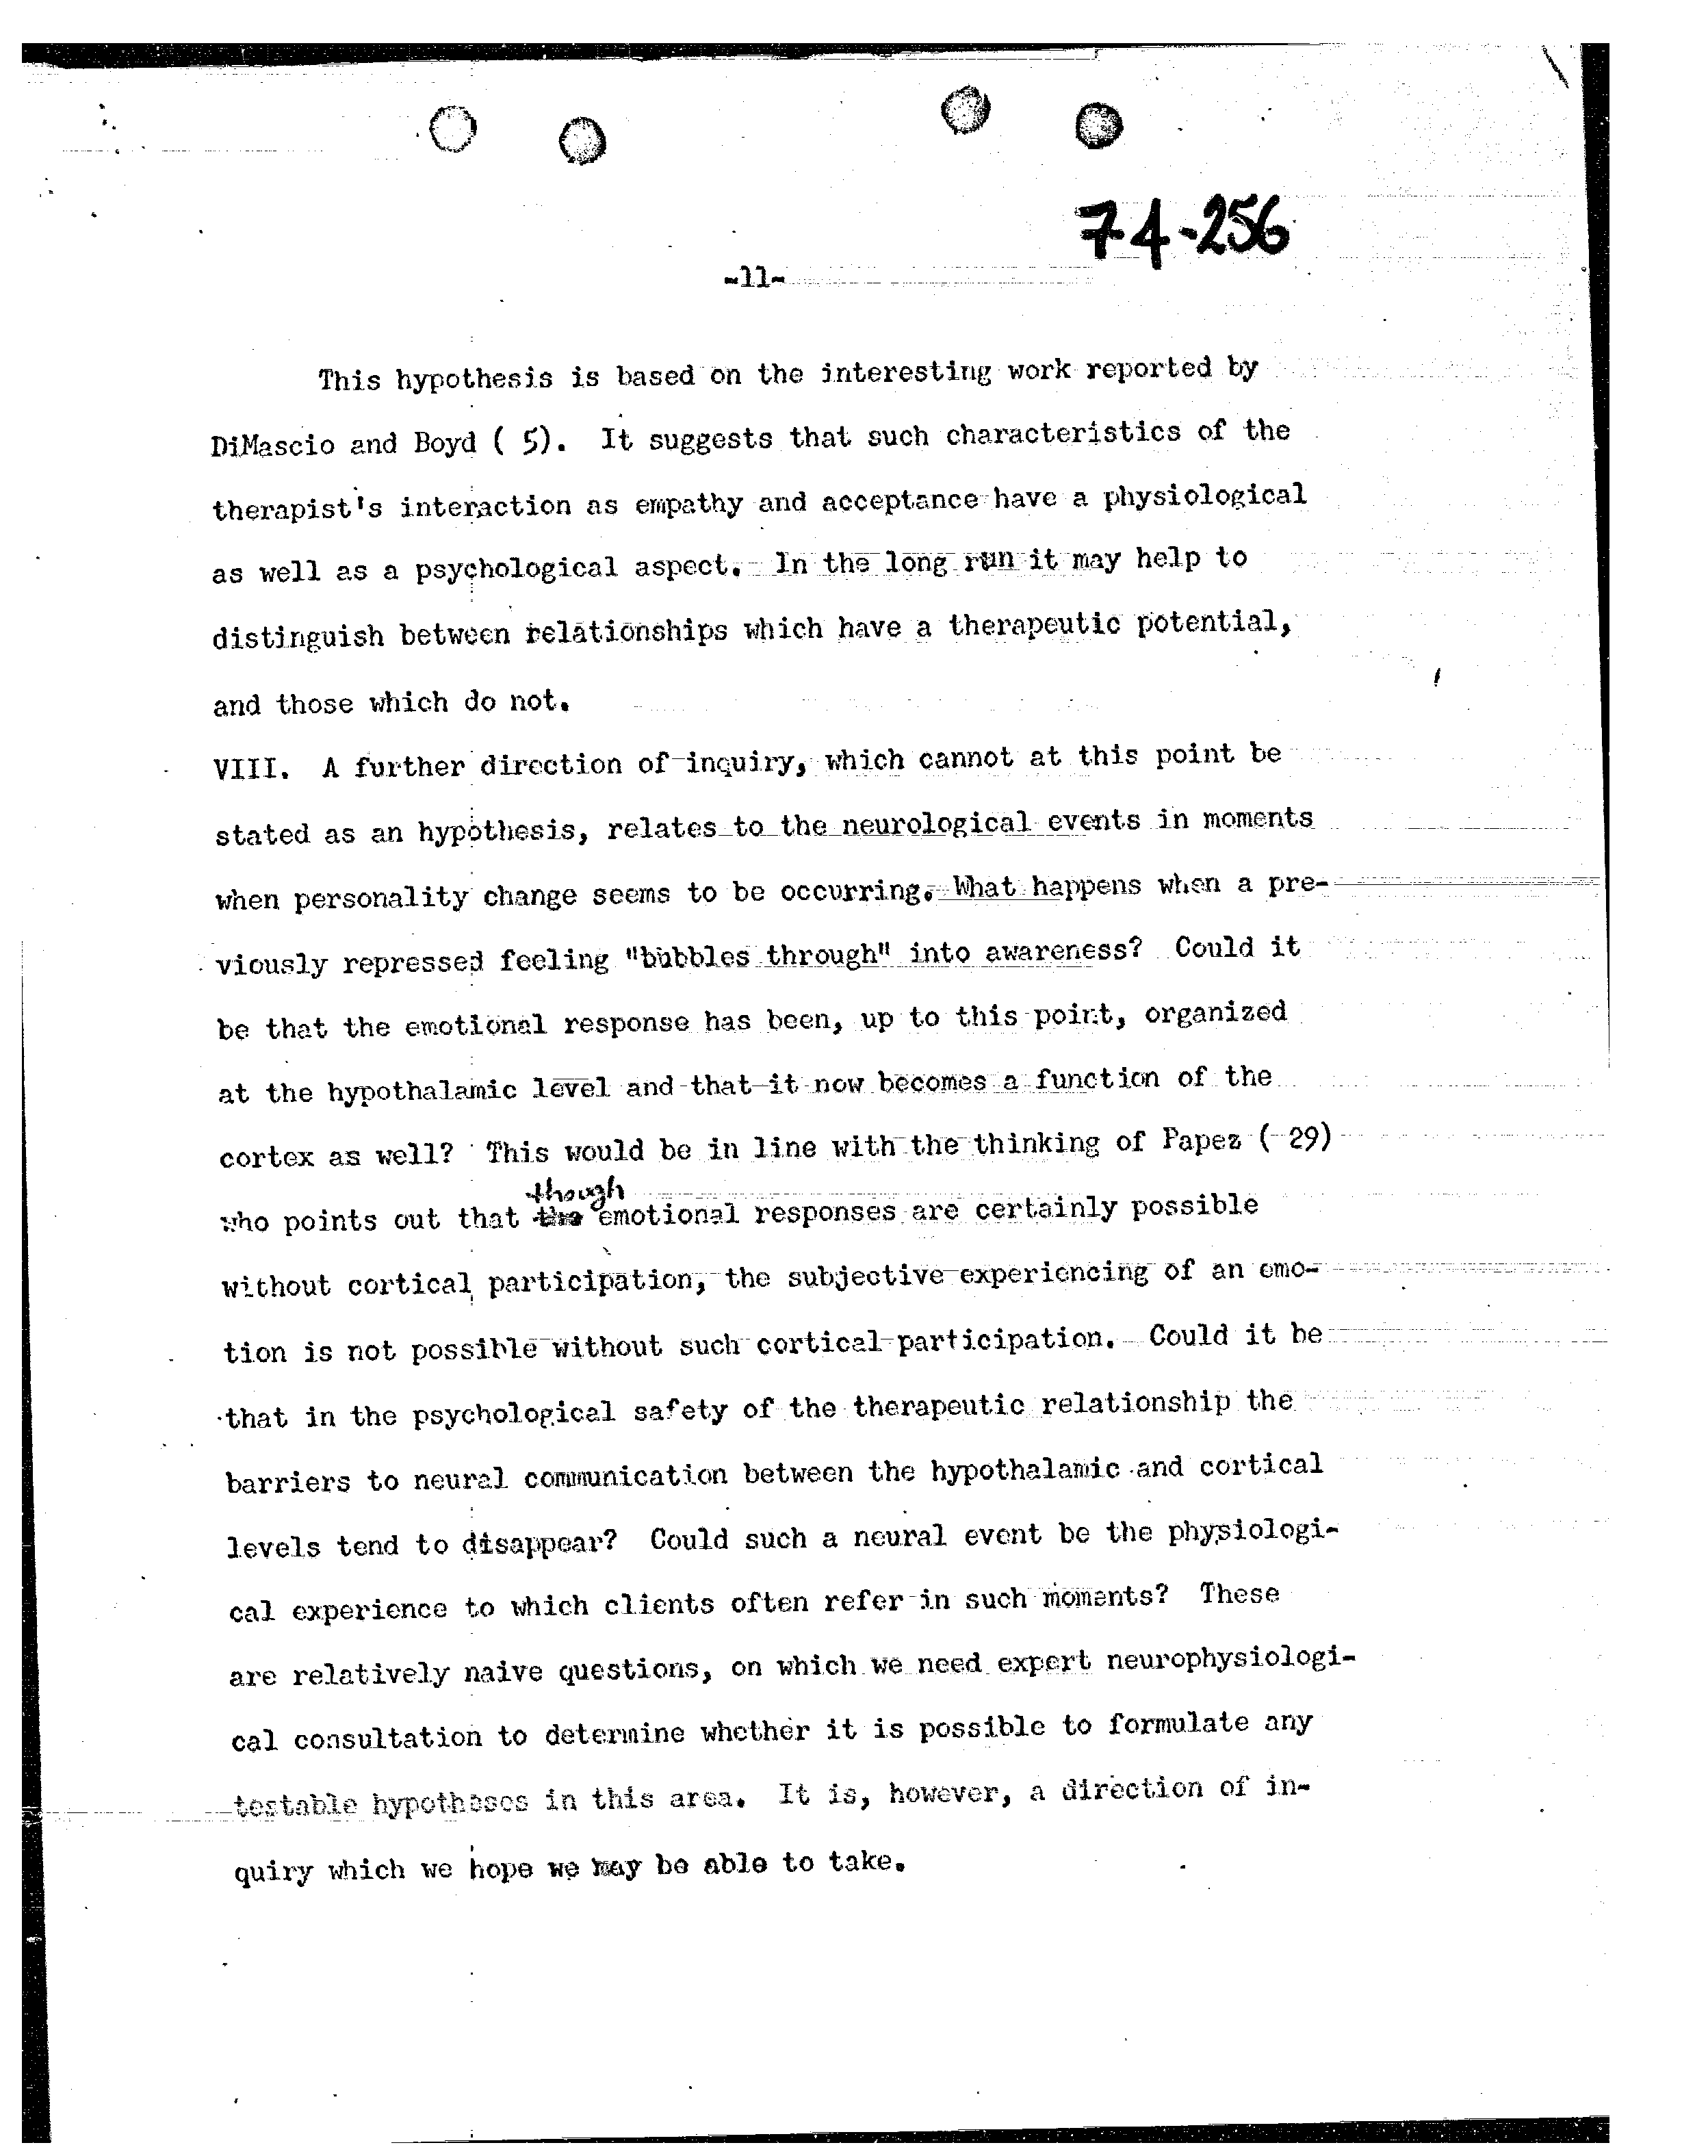 74-256
-11-
This hypothesis is based on the interesting work reported by
DiMascio and Boyd ( 5). It suggests that such characteristics of the
therapist's interaction as empathy and acceptance have a physiological
as well as a psychological aspect. In the long run it may help to
distinguish between relationships which have a therapeutic potential,
and those which do not.
VIII. A further direction of inquiry, which cannot at this point be
stated as an hypothesis, relates to the neurological events in moments
when personality change seems to be occurring. What happens when a pre-
viously repressed feeling "bubbles through" into awareness? Could it
be that the emotional response has been, up to this point, organized
at the hypothalamic level and that it now becomes a function of the
cortex as well? This would be in line with the thinking of Papez ( 29)
though
who points out that the emotional responses are certainly possible
without cortical participation, the subjective experiencing of an emo-
tion is not possible without such cortical participation. Could it be
that in the psychological safety of the therapeutic relationship the
barriers to neural communication between the hypothalamic and cortical
levels tend to disappear? Could such a neural event be the physiologi-
cal experience to which clients often refer in such moments? These
are relatively naive questions, on which we need expert neurophysiologi-
cal consultation to determine whether it is possible to formulate any
testable hypotheses in this area. It is, however, a direction of in-
quiry which we hope we may be able to take.